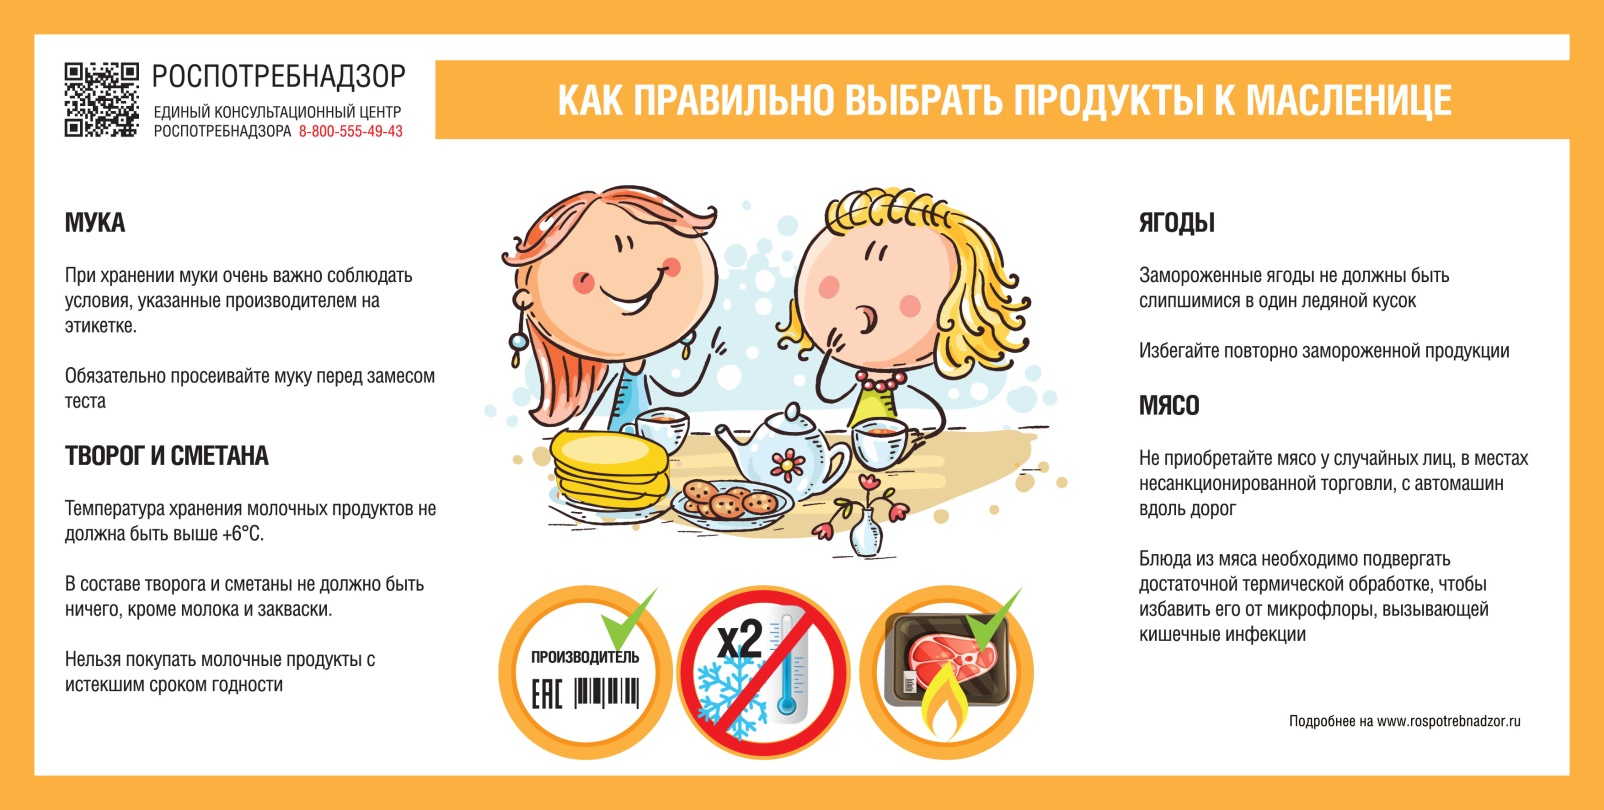 РОСПОТРЕБНАДЗОР
ЕДИНЫЙ КОНСУЛЬТАЦИОННЫЙ ЦЕНТР
РОСПОТРЕБНАДЗОРА 8-800-555-49-43
КАК ПРАВИЛЬНО ВЫБРАТЬ ПРОДУКТЫ К МАСЛЕНИЦЕ
МУКА
При хранении муки очень важно соблюдать
условия, указанные производителем на
этикетке.
Обязательно просеивайте муку перед замесом
теста
ТВОРОГ И СМЕТАНА
Температура хранения молочных продуктов не
должна быть выше +6°С.
В составе творога и сметаны не должно быть
ничего, кроме молока и закваски.
Нельзя покупать молочные продукты с
истекшим сроком годности
ПРОИЗВОДИТЕЛЬ
ЕАС
x2
ЯГОДЫ
Замороженные ягоды не должны быть
слипшимися в один ледяной кусок
Избегайте повторно замороженной продукции
МЯСО
Не приобретайте мясо у случайных лиц, в местах
несанкционированной торговли, с автомашин
вдоль дорог
Блюда из мяса необходимо подвергать
достаточной термической обработке, чтобы
избавить его от микрофлоры, вызывающей
кишечные инфекции
Подробнее на www.rospotrebnadzor.ru